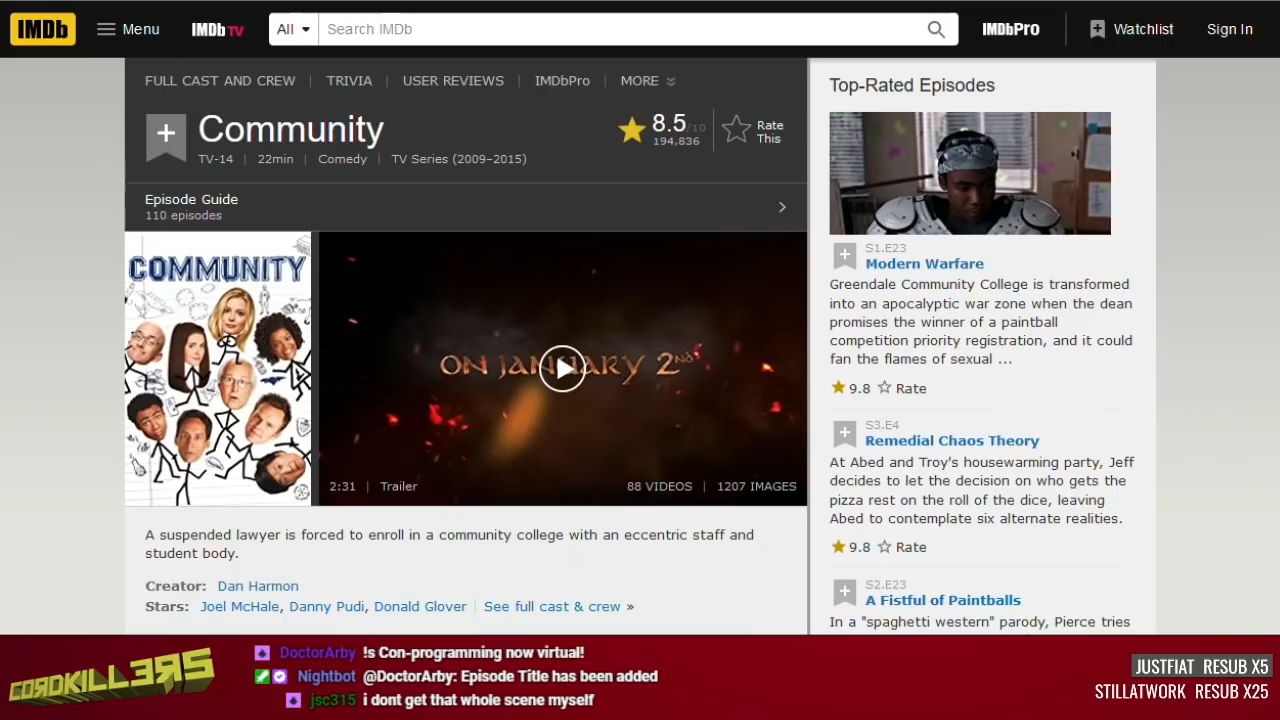 IMDb
Menu
IMDb TV
All
Search IMDb
IMDbPro
Watchlist
Sign In
FULL CAST AND CREW | TRIVIA | USER REVIEWS | IMDbPro | MORE
Community
TV-14 | 22min | Comedy | TV Series (2009–2015)
8.5/10
194,836
Rate
This
Episode Guide
110 episodes
COMMUNITY
ON JANUARY 2nd
2:31 | Trailer
88 VIDEOS | 1207 IMAGES
A suspended lawyer is forced to enroll in a community college with an eccentric staff and
student body.
Creator: Dan Harmon
Stars: Joel McHale, Danny Pudi, Donald Glover | See full cast & crew »
Top-Rated Episodes
S1.E23
Modern Warfare
Greendale Community College is transformed
into an apocalyptic war zone when the dean
promises the winner of a paintball
competition priority registration, and it could
fan the flames of sexual ...
9.8 Rate
S3.E4
Remedial Chaos Theory
At Abed and Troy's housewarming party, Jeff
decides to let the decision on who gets the
pizza rest on the roll of the dice, leaving
Abed to contemplate six alternate realities.
9.8 Rate
S2.E23
A Fistful of Paintballs
In a "spaghetti western" parody, Pierce tries
CORDKILLERS
DoctorArby !s Con-programming now virtual!
Nightbot @DoctorArby: Episode Title has been added
jsc315 i dont get that whole scene myself
JUSTFIAT RESUB X5
STILLATWORK RESUB X25